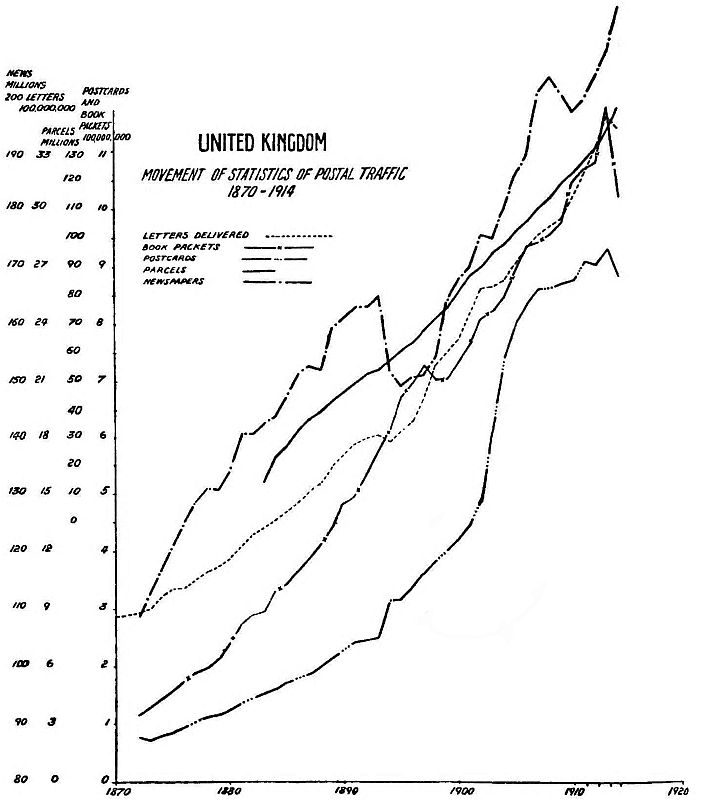 NEWS
MILLIONS
200 LETTERS
100,000,000
PARCELS
MILLIONS
POSTCARDS
AND
BOOK
PACKETS
100,000,000
UNITED KINGDOM
MOVEMENT OF STATISTICS OF POSTAL TRAFFIC
1870-1914
LETTERS DELIVERED
BOOK PACKETS
POSTCARDS
PARCELS
NEWSPAPERS
190 33 130 11
120
180 30 110 10
100
170 27 90 9
80
160 24 70 8
60
150 21 50 7
40
140 18 30 6
20
130 15 10 5
0
120 12 4
110 9 3
100 6 2
90 3 1
80 0 0
1870 1880 1890 1900 1910 1920